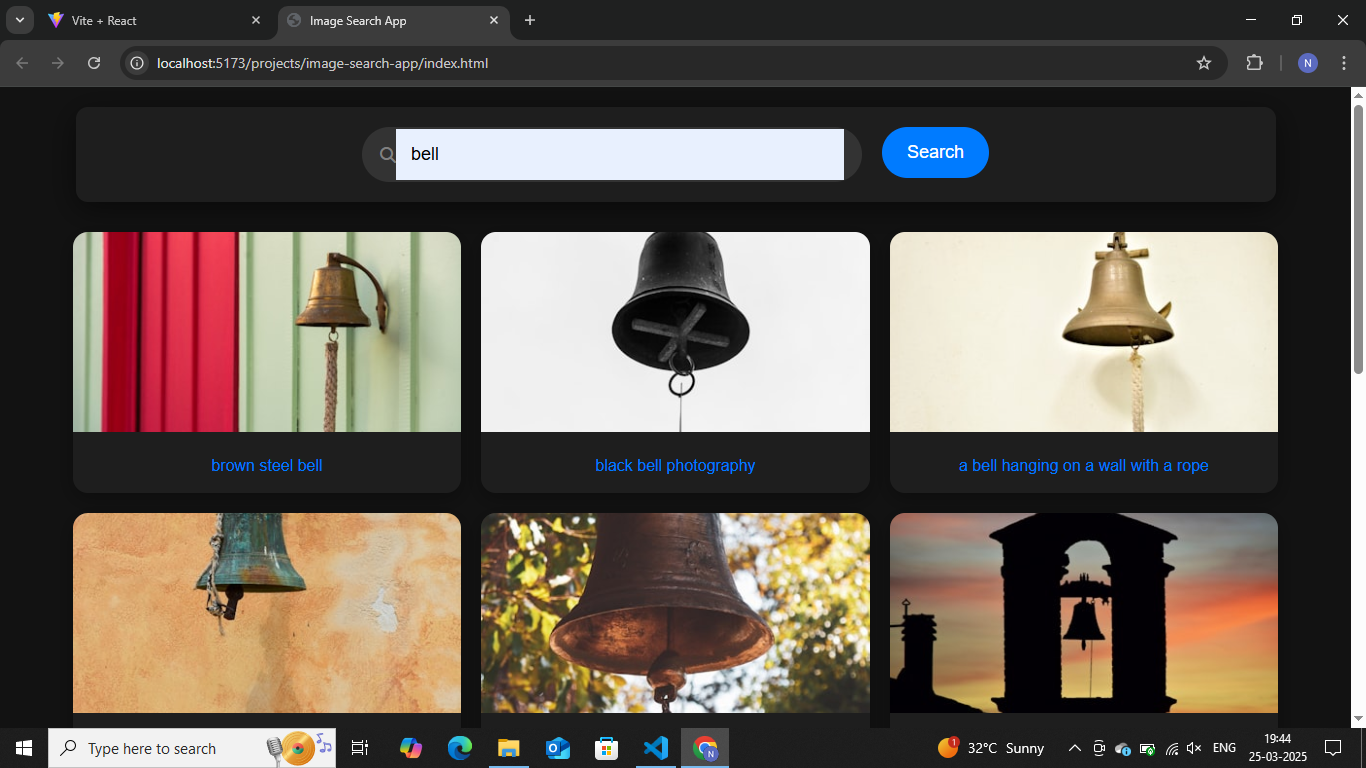 Vite + React
Image Search App
localhost:5173/projects/image-search-app/index.html
N
bell
Search
brown steel bell
black bell photography
a bell hanging on a wall with a rope
Type here to search
N
1
32°C Sunny
ENG
19:44
25-03-2025